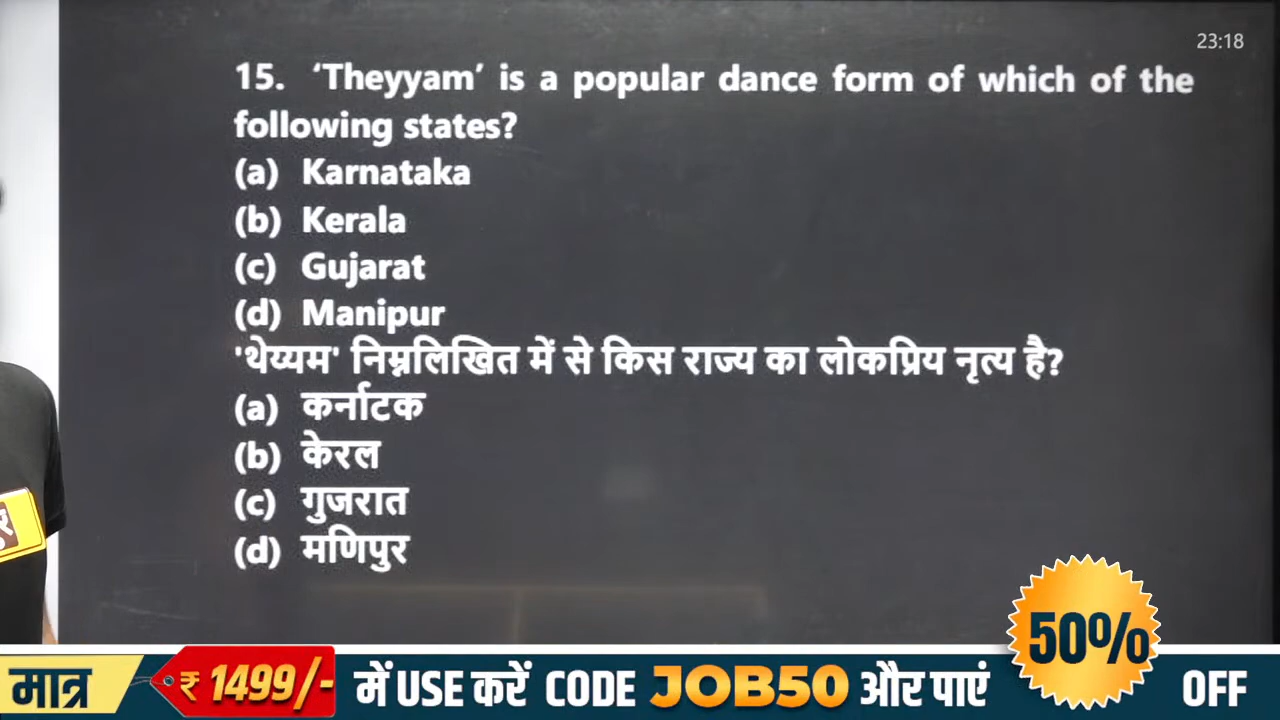 23:18
15. ‘Theyyam’ is a popular dance form of which of the
following states?
(a) Karnataka
(b) Kerala
(c) Gujarat
(d) Manipur
'थेय्यम' निम्नलिखित में से किस राज्य का लोकप्रिय नृत्य है?
(a) कर्नाटक
(b) केरल
(c) गुजरात
(d) मणिपुर
मात्र ₹ 1499/- में USE करें CODE JOB50 और पाएं 50% OFF